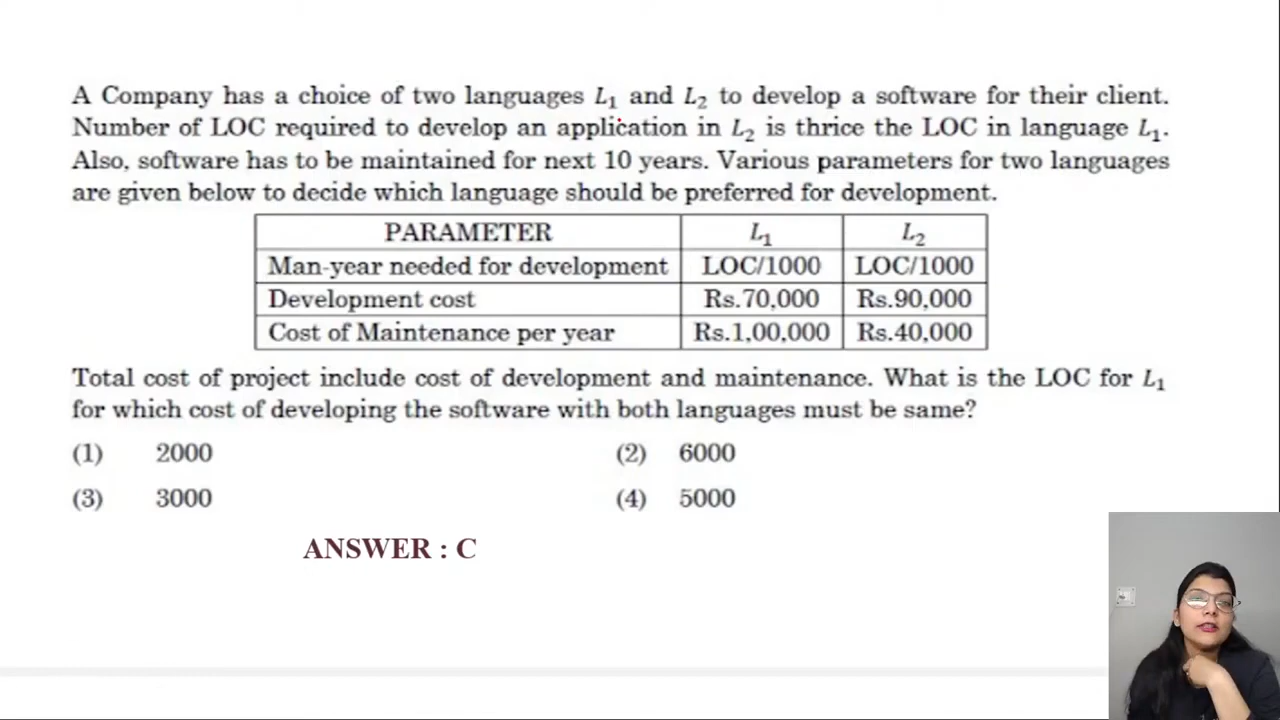 A Company has a choice of two languages L1 and L2 to develop a software for their client.
Number of LOC required to develop an application in L2 is thrice the LOC in language L1.
Also, software has to be maintained for next 10 years. Various parameters for two languages
are given below to decide which language should be preferred for development.
PARAMETER L1 L2
Man-year needed for development LOC/1000 LOC/1000
Development cost Rs.70,000 Rs.90,000
Cost of Maintenance per year Rs.1,00,000 Rs.40,000
Total cost of project include cost of development and maintenance. What is the LOC for L1
for which cost of developing the software with both languages must be same?
(1) 2000 (2) 6000
(3) 3000 (4) 5000
ANSWER : C